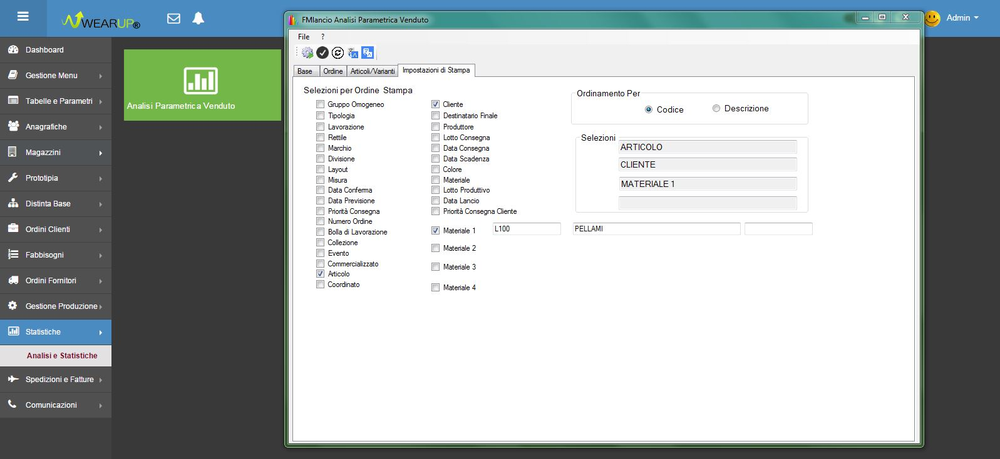 WEARUP®
Admin
Dashboard
Gestione Menu
Tabelle e Parametri
Anagrafiche
Magazzini
Prototipia
Distinta Base
Ordini Clienti
Fabbisogni
Ordini Fornitori
Gestione Produzione
Statistiche
Analisi e Statistiche
Spedizioni e Fatture
Comunicazioni
Analisi Parametrica Venduto
FMlancio Analisi Parametrica Venduto
File ?
Base Ordine Articoli/Varianti Impostazioni di Stampa
Selezioni per Ordine Stampa
Gruppo Omogeneo
Tipologia
Lavorazione
Rettile
Marchio
Divisione
Layout
Misura
Data Conferma
Data Previsione
Priorità Consegna
Numero Ordine
Bolla di Lavorazione
Collezione
Evento
Commercializzato
Articolo
Coordinato
Cliente
Destinatario Finale
Produttore
Lotto Consegna
Data Consegna
Data Scadenza
Colore
Materiale
Lotto Produttivo
Data Lancio
Priorità Consegna Cliente
Materiale 1 L100 PELLAMI
Materiale 2
Materiale 3
Materiale 4
Ordinamento Per
Codice Descrizione
Selezioni
ARTICOLO
CLIENTE
MATERIALE 1